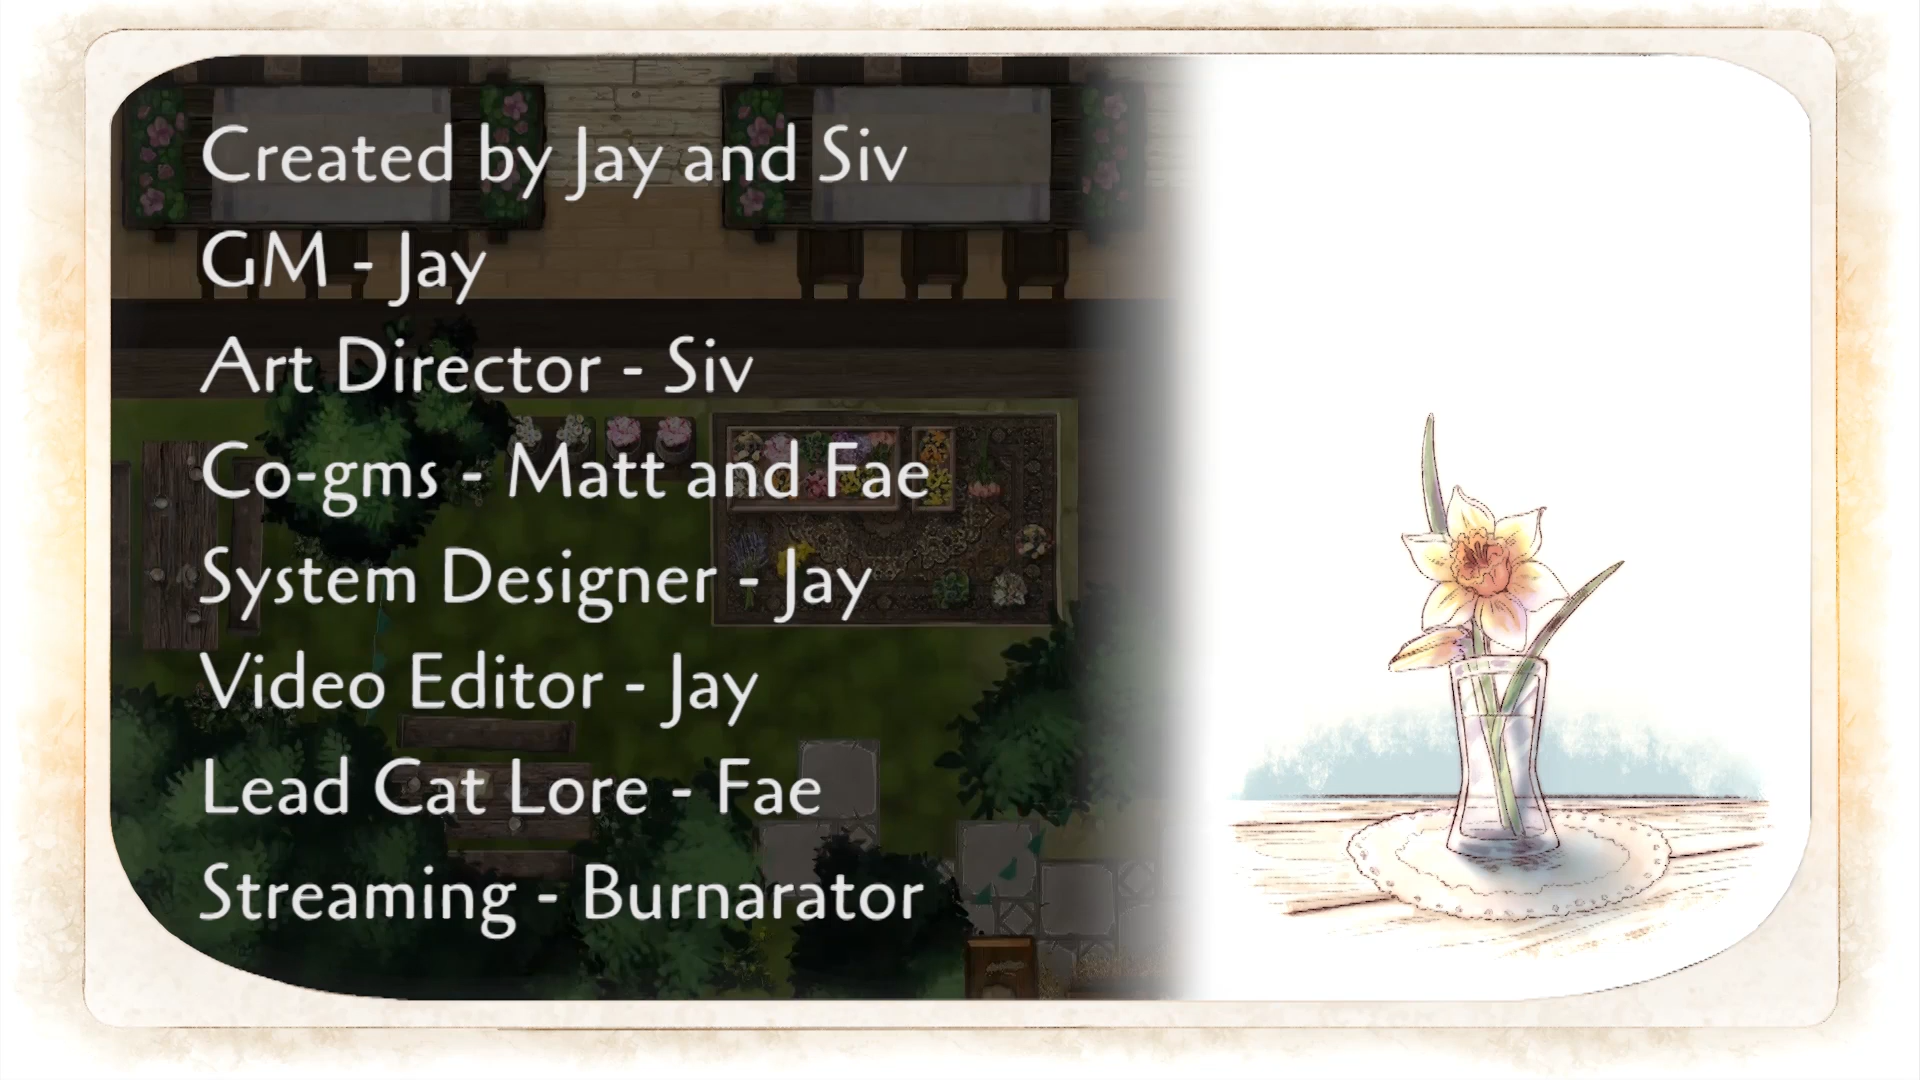 Created by Jay and Siv
GM - Jay
Art Director - Siv
Co-gms - Matt and Fae
System Designer - Jay
Video Editor - Jay
Lead Cat Lore - Fae
Streaming - Burnarator